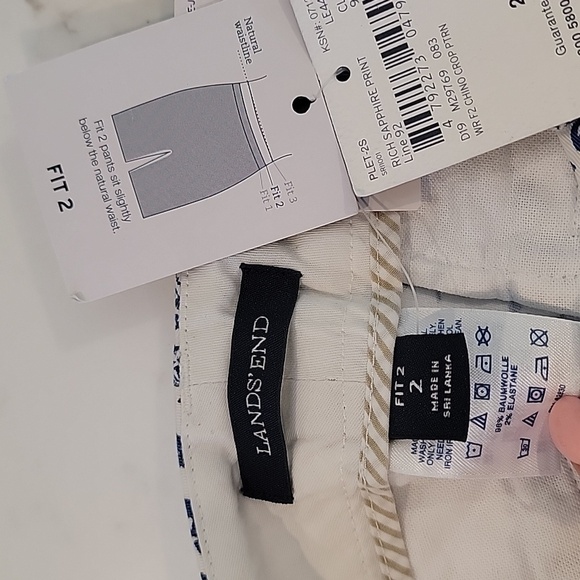 Natural
waistline
Fit 3
Fit 2
Fit 1
Fit 2 pants sit slightly
below the natural waist.
FIT 2
KSN#: 071
PLET-2S
RICH SAPPHIRE PRINT
Line 92
4 792273 0479
D19 M29769 083
WR F2 CHINO CROP PTRN
Guarante
LANDS' END
FIT 2
2
MADE IN
SRI LANKA
98% BAUMWOLLE
2% ELASTANE